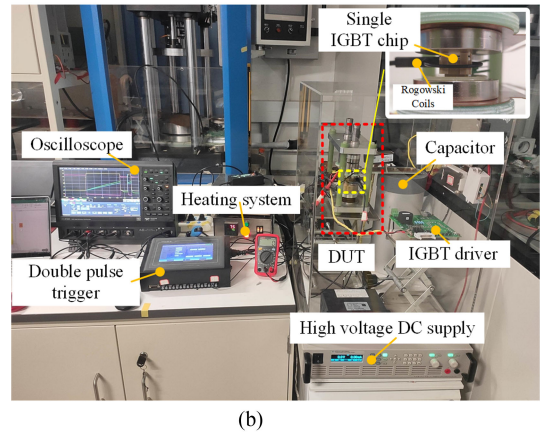 Single
IGBT chip
Rogowski
Coils
Oscilloscope
Capacitor
Heating system
Double pulse
trigger
DUT
IGBT driver
High voltage DC supply
(b)